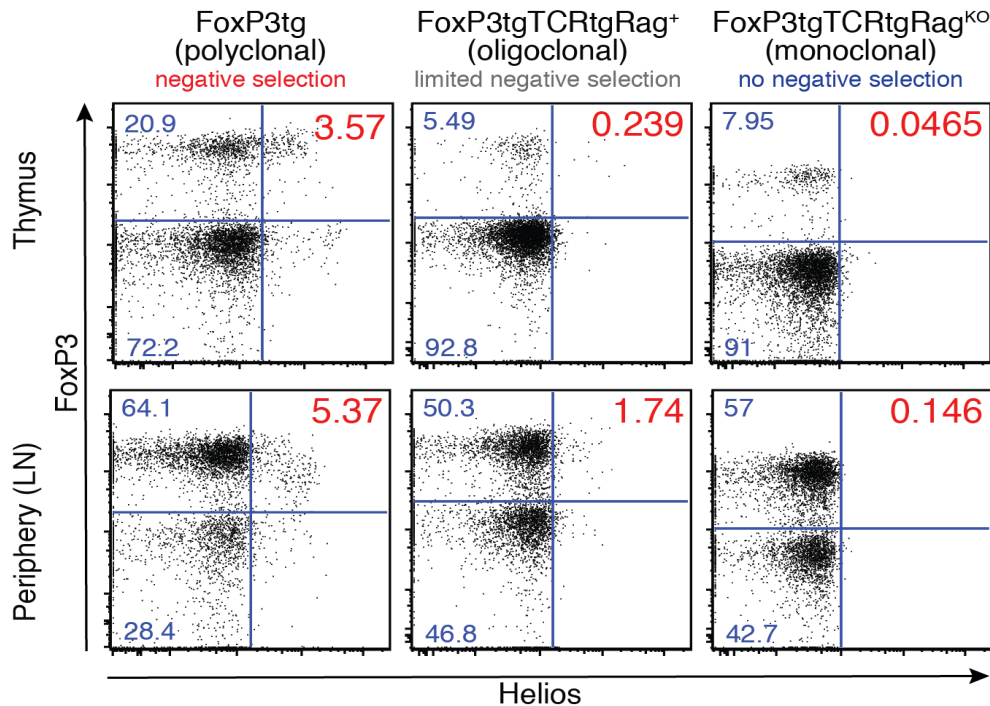 FoxP3tg
(polyclonal)
negative selection
FoxP3tgTCRtgRag+
(oligoclonal)
limited negative selection
FoxP3tgTCRtgRagKO
(monoclonal)
no negative selection
Thymus
20.9
3.57
72.2
5.49
0.239
92.8
7.95
0.0465
91
FoxP3
Periphery (LN)
64.1
5.37
28.4
50.3
1.74
46.8
57
0.146
42.7
Helios